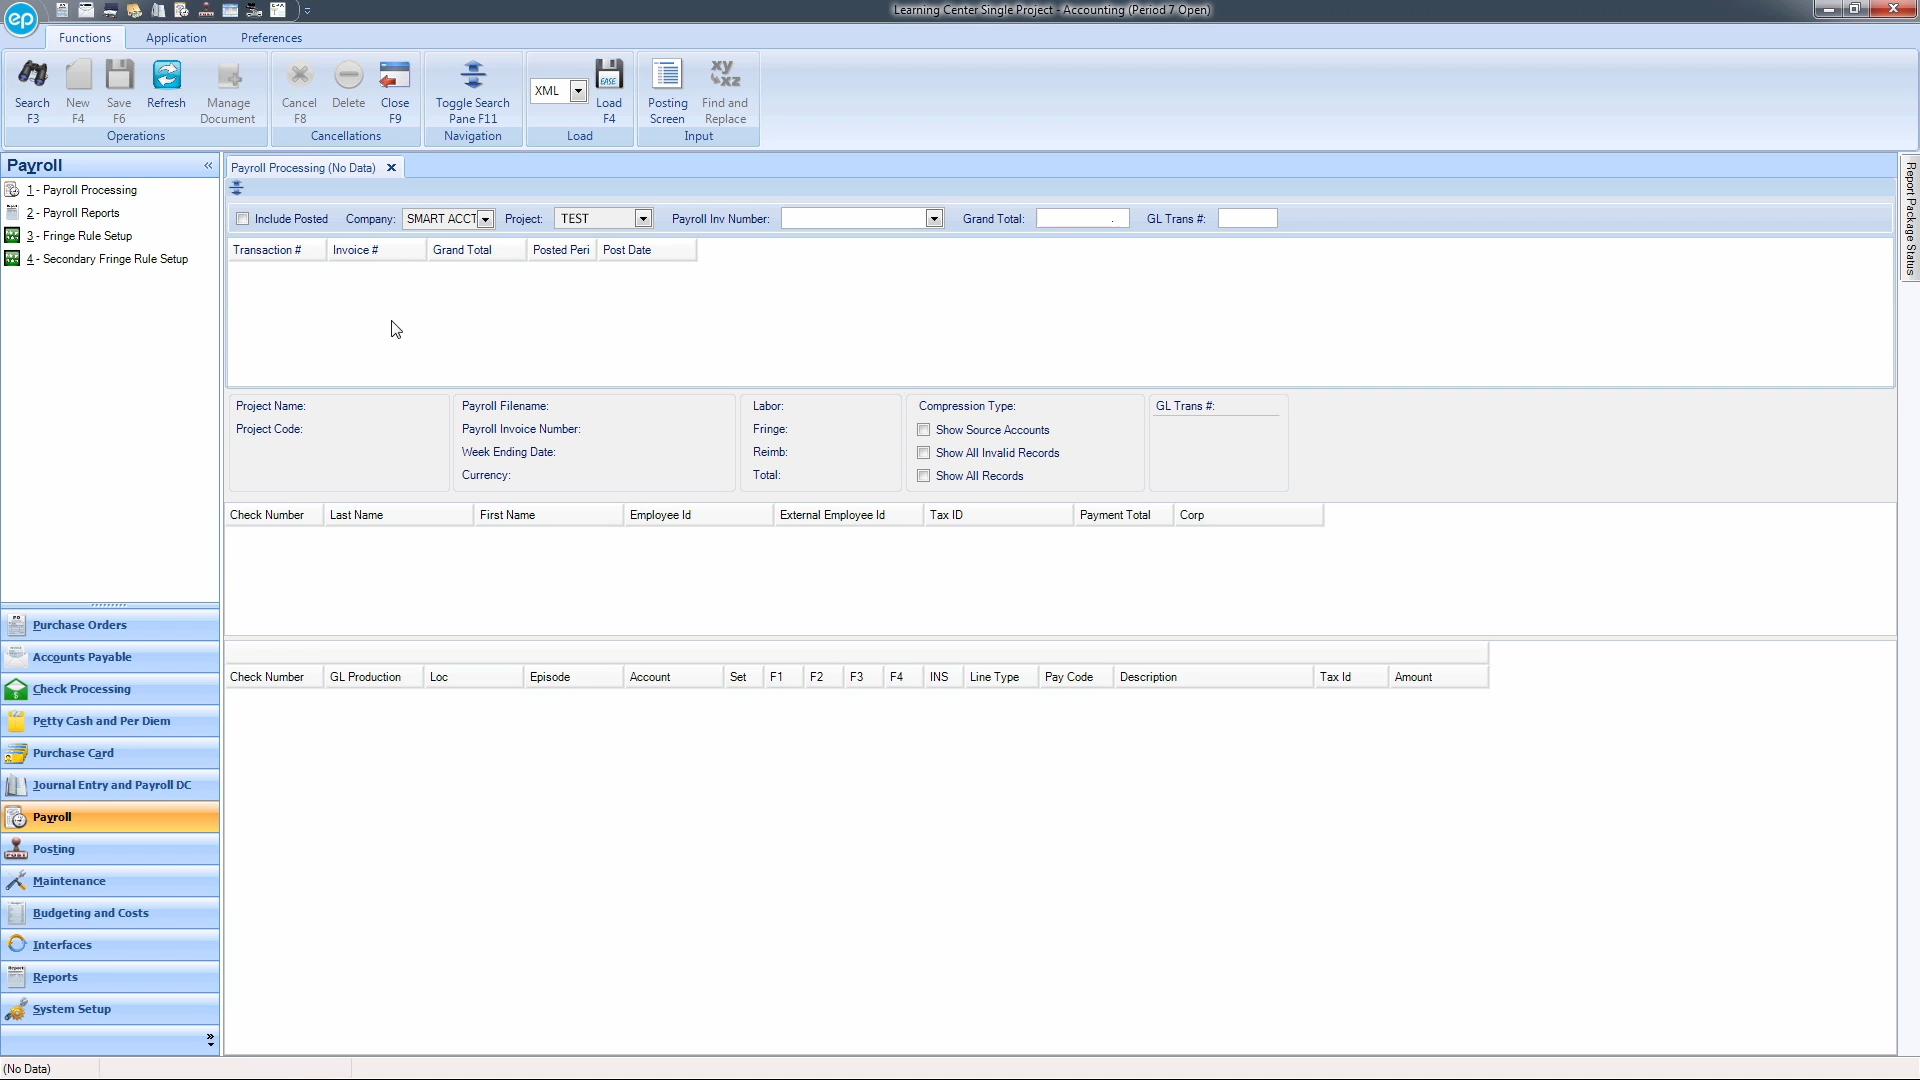 ep
Learning Center Single Project - Accounting (Period 7 Open)
Functions Application Preferences
Search F3
New F4
Save F6
Refresh
Manage Document
Operations
Cancel F8
Delete
Close F9
Cancellations
Toggle Search Pane F11
Navigation
XML
EASE
Load F4
Load
Posting Screen
xy xz
Find and Replace
Input
Payroll «
1 - Payroll Processing
2 - Payroll Reports
3 - Fringe Rule Setup
4 - Secondary Fringe Rule Setup
Payroll Processing (No Data)
Include Posted Company: SMART ACCT Project: TEST Payroll Inv Number: Grand Total: . GL Trans #:
Transaction # Invoice # Grand Total Posted Peri Post Date
Project Name:
Project Code:
Payroll Filename:
Payroll Invoice Number:
Week Ending Date:
Currency:
Labor:
Fringe:
Reimb:
Total:
Compression Type:
Show Source Accounts
Show All Invalid Records
Show All Records
GL Trans #:
Check Number Last Name First Name Employee Id External Employee Id Tax ID Payment Total Corp
Check Number GL Production Loc Episode Account Set F1 F2 F3 F4 INS Line Type Pay Code Description Tax Id Amount
Report Package Status
Purchase Orders
Accounts Payable
Check Processing
Petty Cash and Per Diem
Purchase Card
Journal Entry and Payroll DC
Payroll
Posting
Maintenance
Budgeting and Costs
Interfaces
Reports
System Setup
(No Data)